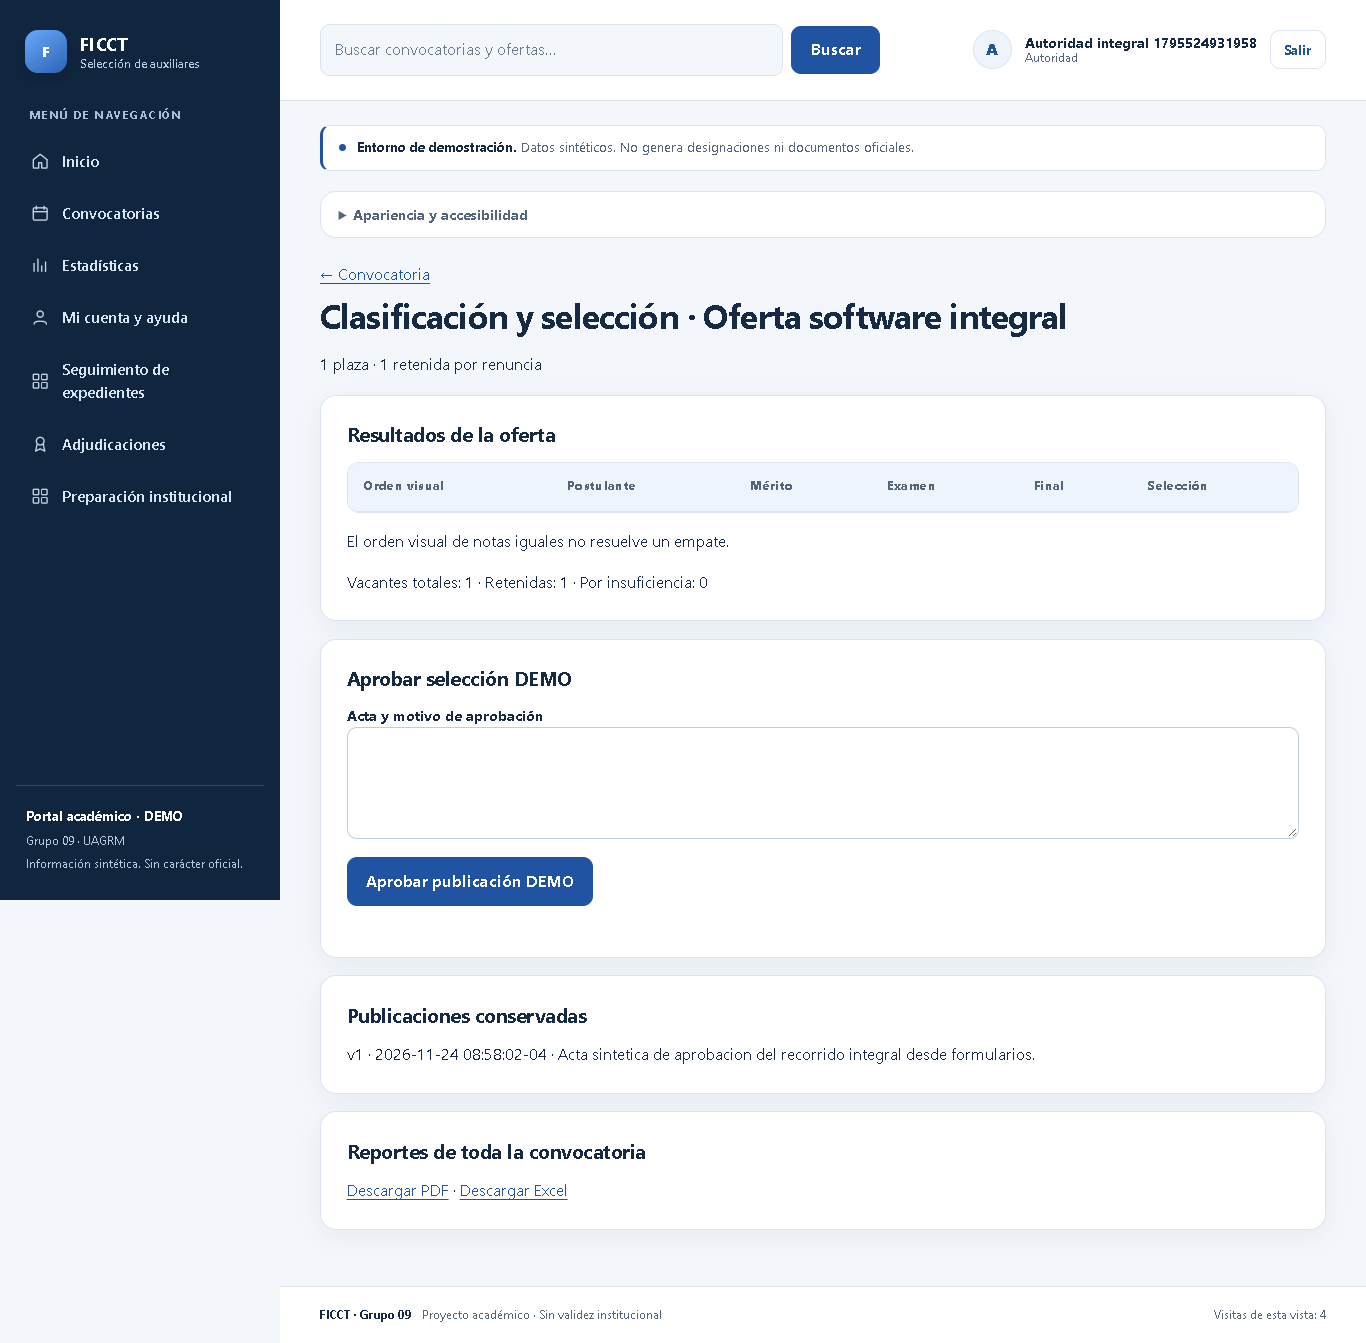 F
FICCT
Selección de auxiliares
MENÚ DE NAVEGACIÓN
Inicio
Convocatorias
Estadísticas
Mi cuenta y ayuda
Seguimiento de
expedientes
Adjudicaciones
Preparación institucional
Portal académico · DEMO
Grupo 09 · UAGRM
Información sintética. Sin carácter oficial.
Buscar convocatorias y ofertas...
Buscar
A
Autoridad integral 1795524931958
Autoridad
Salir
Entorno de demostración. Datos sintéticos. No genera designaciones ni documentos oficiales.
▶ Apariencia y accesibilidad
← Convocatoria
Clasificación y selección · Oferta software integral
1 plaza · 1 retenida por renuncia
Resultados de la oferta
Orden visual Postulante Mérito Examen Final Selección
El orden visual de notas iguales no resuelve un empate.
Vacantes totales: 1 · Retenidas: 1 · Por insuficiencia: 0
Aprobar selección DEMO
Acta y motivo de aprobación
Aprobar publicación DEMO
Publicaciones conservadas
v1 · 2026-11-24 08:58:02-04 · Acta sintetica de aprobacion del recorrido integral desde formularios.
Reportes de toda la convocatoria
Descargar PDF · Descargar Excel
FICCT · Grupo 09 Proyecto académico · Sin validez institucional
Visitas de esta vista: 4